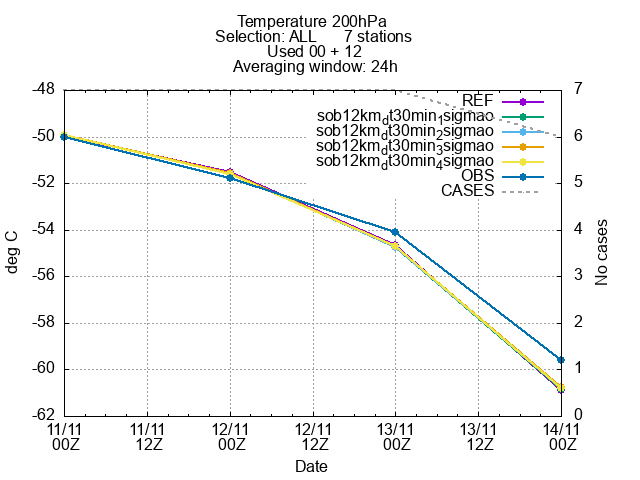 Temperature 200hPa
Selection: ALL 7 stations
Used 00 + 12
Averaging window: 24h
-48 7
REF
sob12km_dt30min_1sigmao
-50 sob12km_dt30min_2sigmao 6
sob12km_dt30min_3sigmao
sob12km_dt30min_4sigmao
OBS
-52 CASES 5
-54 4
deg C No cases
-56 3
-58 2
-60 1
-62 0
11/11 11/11 12/11 12/11 13/11 13/11 14/11
00Z 12Z 00Z 12Z 00Z 12Z 00Z
Date